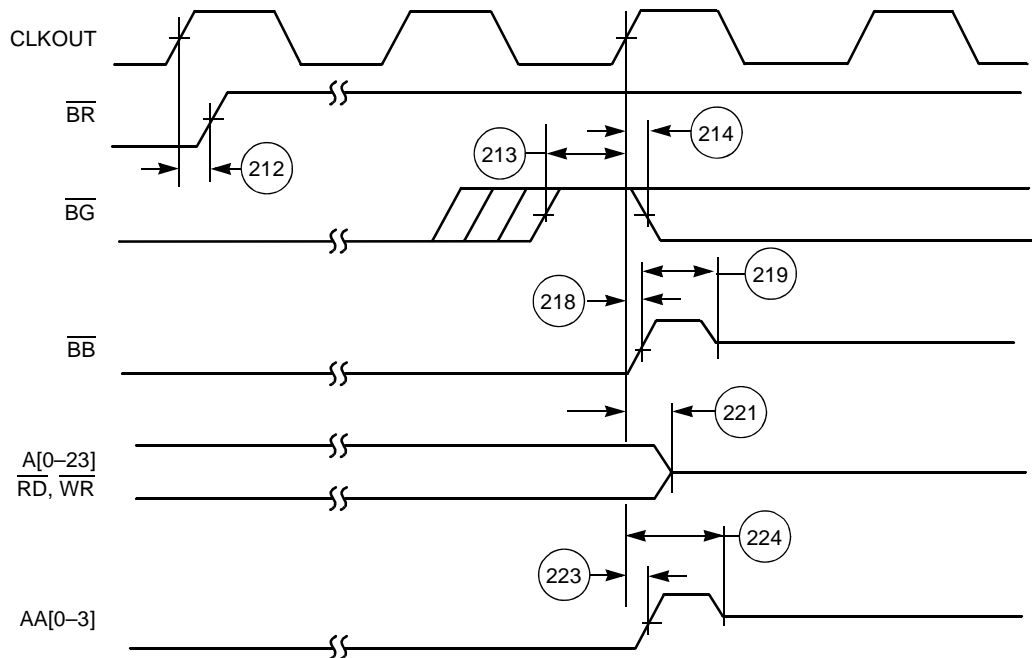 CLKOUT
BR
212
213
214
BG
218
219
BB
221
A[0–23]
RD, WR
224
223
AA[0–3]